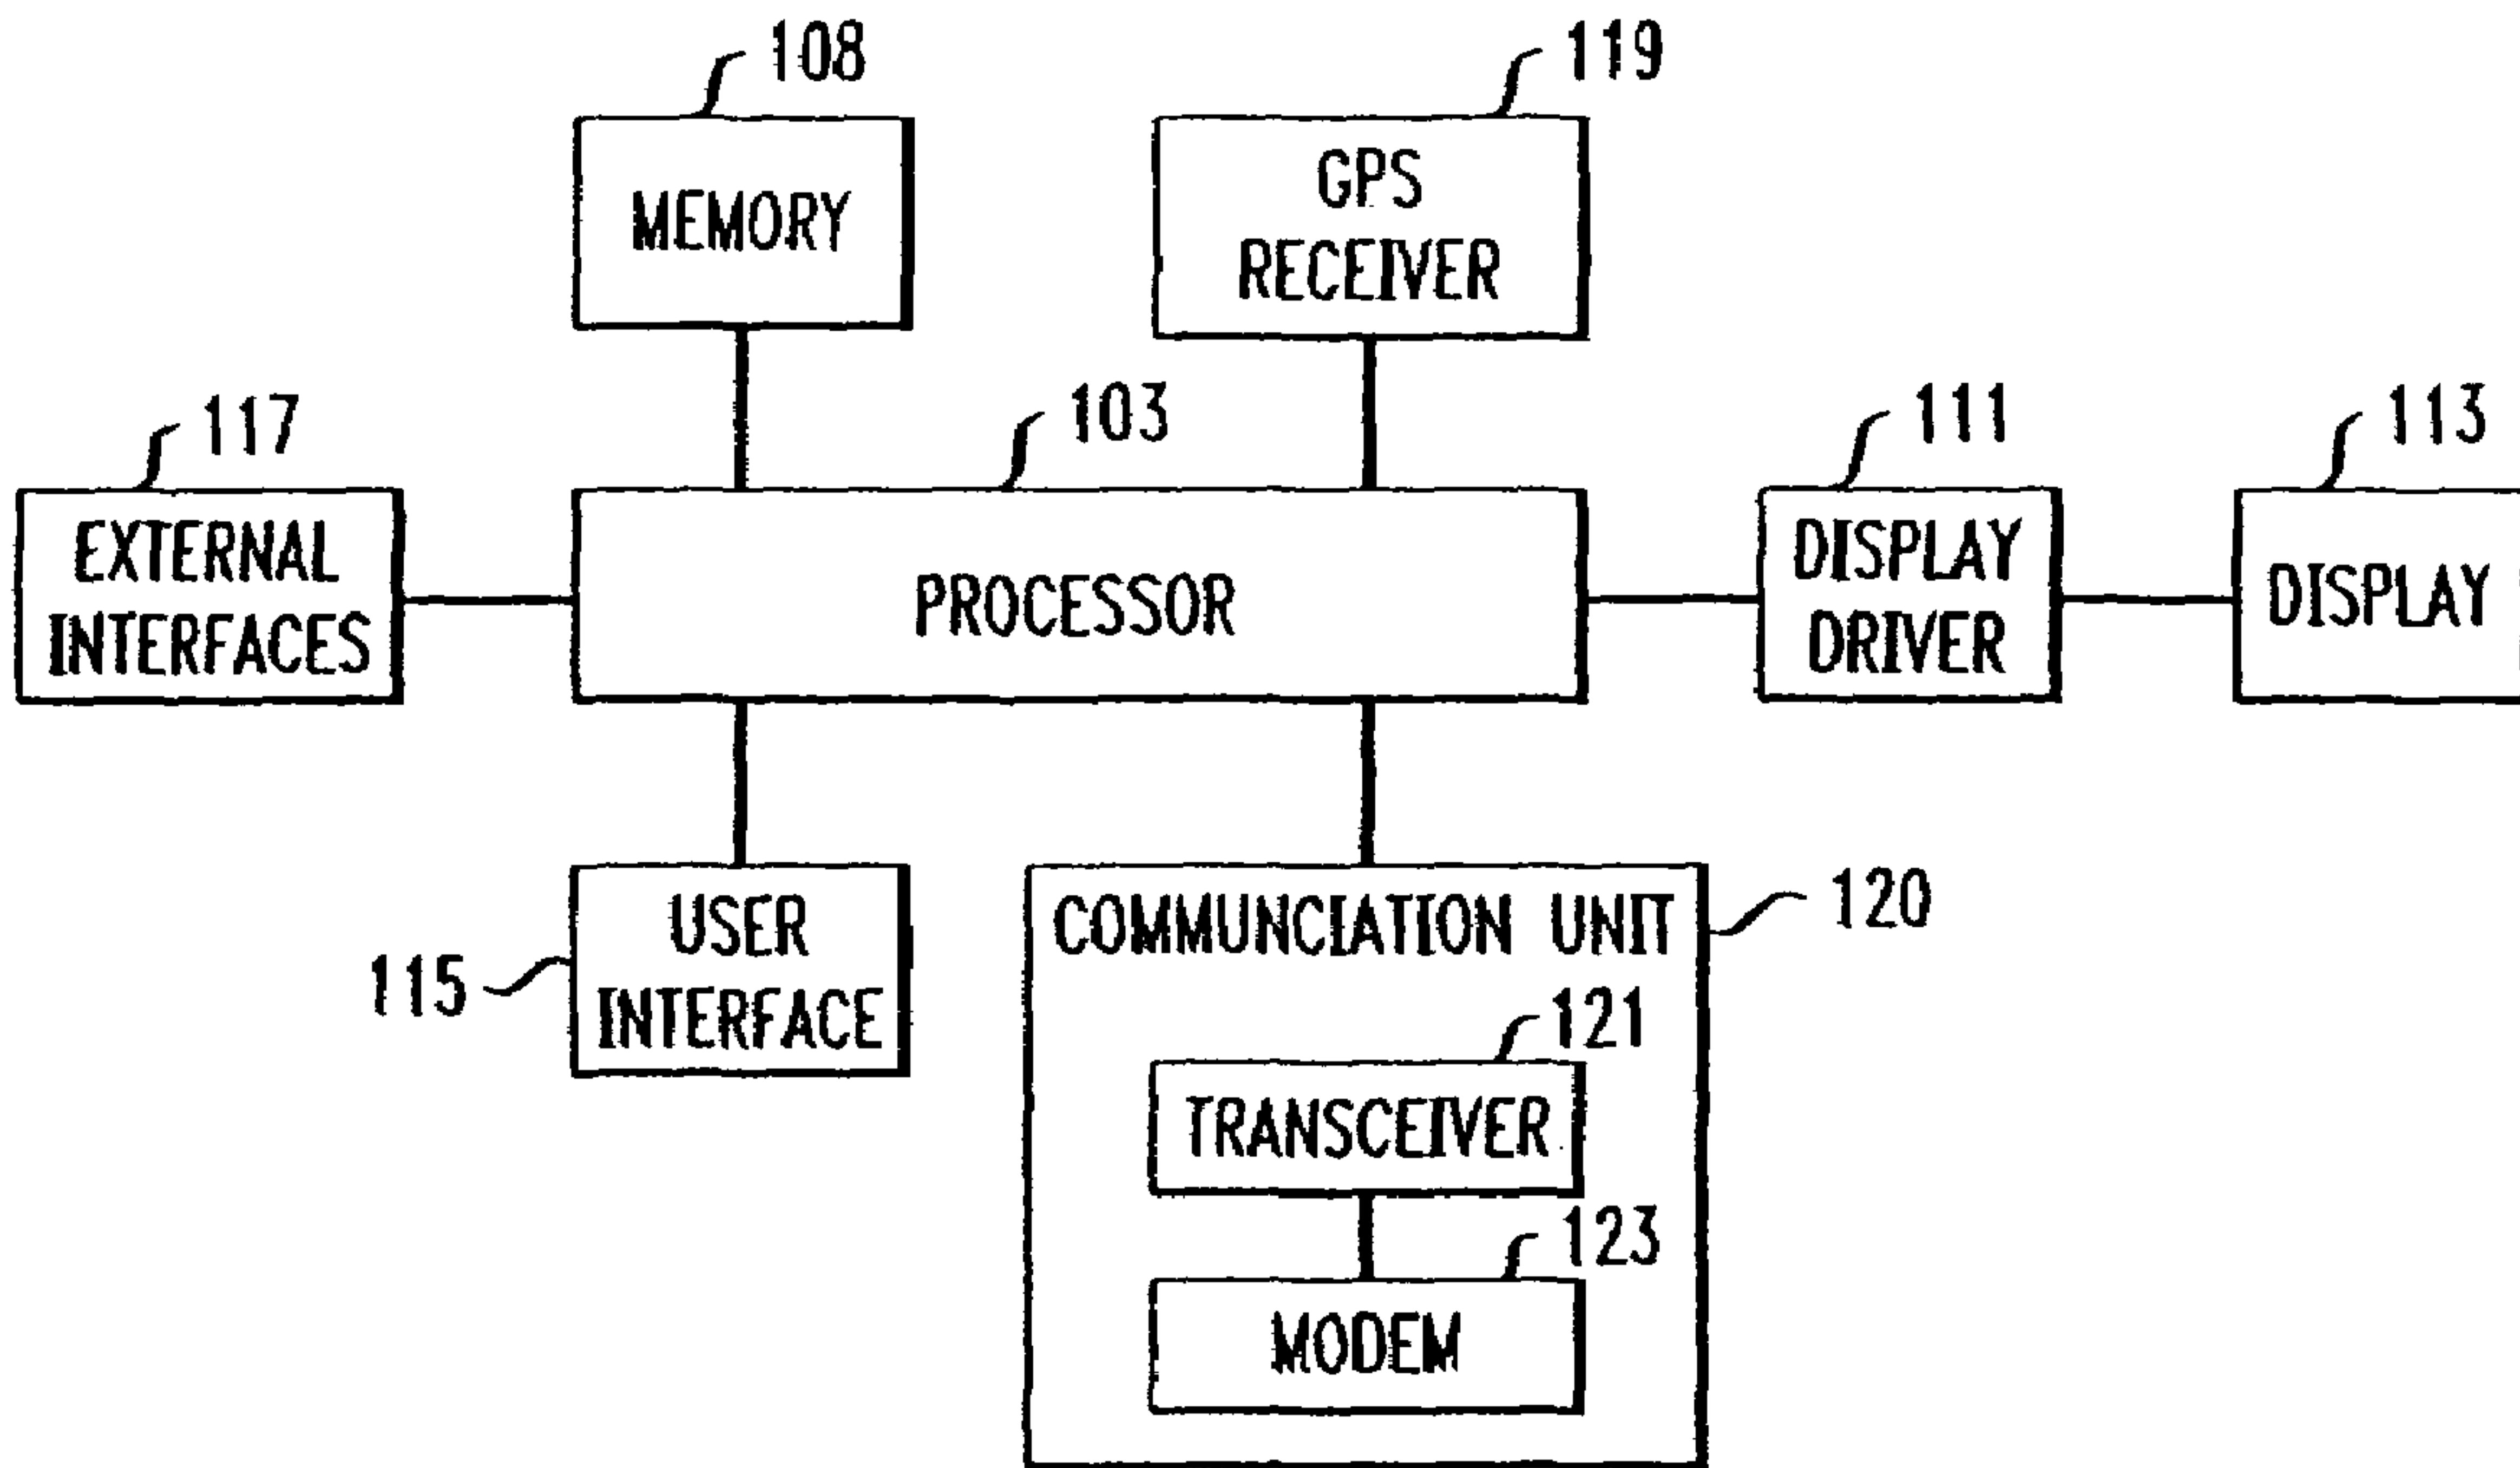 108
119
MEMORY
GPS
RECEIVER
117
103
111
113
EXTERNAL
INTERFACES
PROCESSOR
DISPLAY
DRIVER
DISPLAY
115
USER
INTERFACE
COMMUNCIATION UNIT
120
121
TRANSCEIVER
123
MODEM